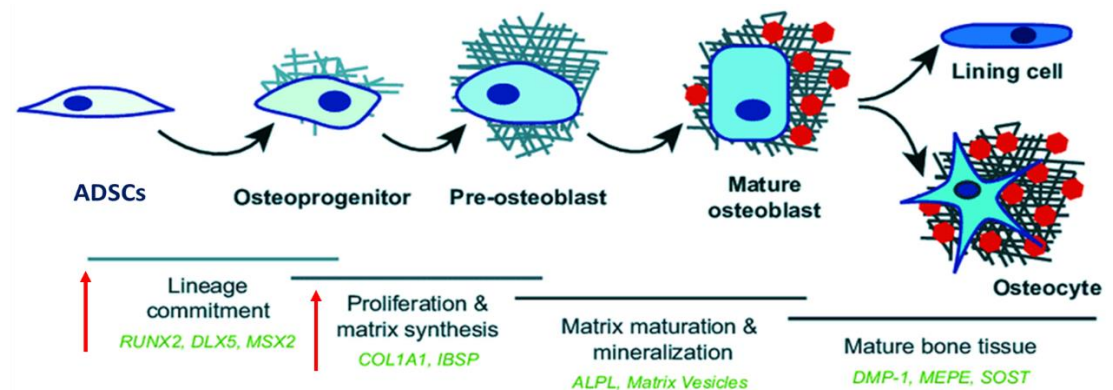 Lining cell
ADSCs
Osteoprogenitor
Pre-osteoblast
Mature
osteoblast
Osteocyte
Lineage
commitment
RUNX2, DLX5, MSX2
Proliferation &
matrix synthesis
COL1A1, IBSP
Matrix maturation &
mineralization
ALPL, Matrix Vesicles
Mature bone tissue
DMP-1, MEPE, SOST